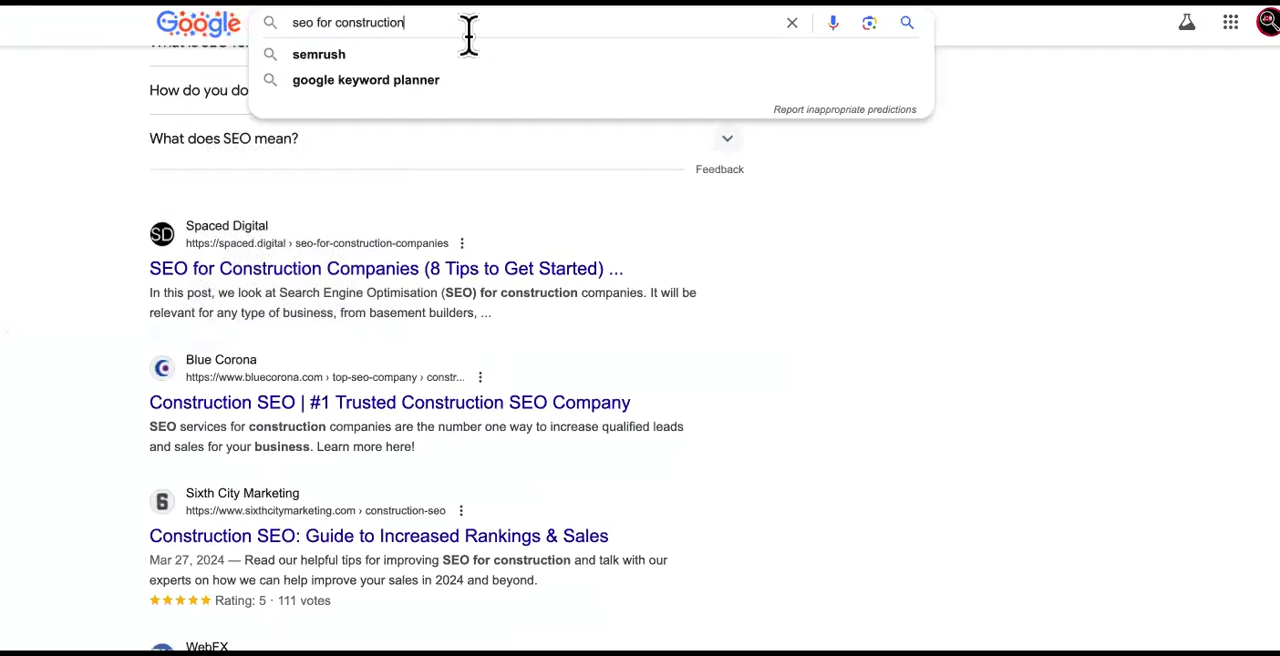 Google
seo for construction
semrush
google keyword planner
Report inappropriate predictions
How do you do
What does SEO mean?
Feedback
SD
Spaced Digital
https://spaced.digital › seo-for-construction-companies
SEO for Construction Companies (8 Tips to Get Started) ...
In this post, we look at Search Engine Optimisation (SEO) for construction companies. It will be
relevant for any type of business, from basement builders, ...
Blue Corona
https://www.bluecorona.com › top-seo-company › constr...
Construction SEO | #1 Trusted Construction SEO Company
SEO services for construction companies are the number one way to increase qualified leads
and sales for your business. Learn more here!
6
Sixth City Marketing
https://www.sixthcitymarketing.com › construction-seo
Construction SEO: Guide to Increased Rankings & Sales
Mar 27, 2024 — Read our helpful tips for improving SEO for construction and talk with our
experts on how we can help improve your sales in 2024 and beyond.
Rating: 5 · 111 votes
WebFX